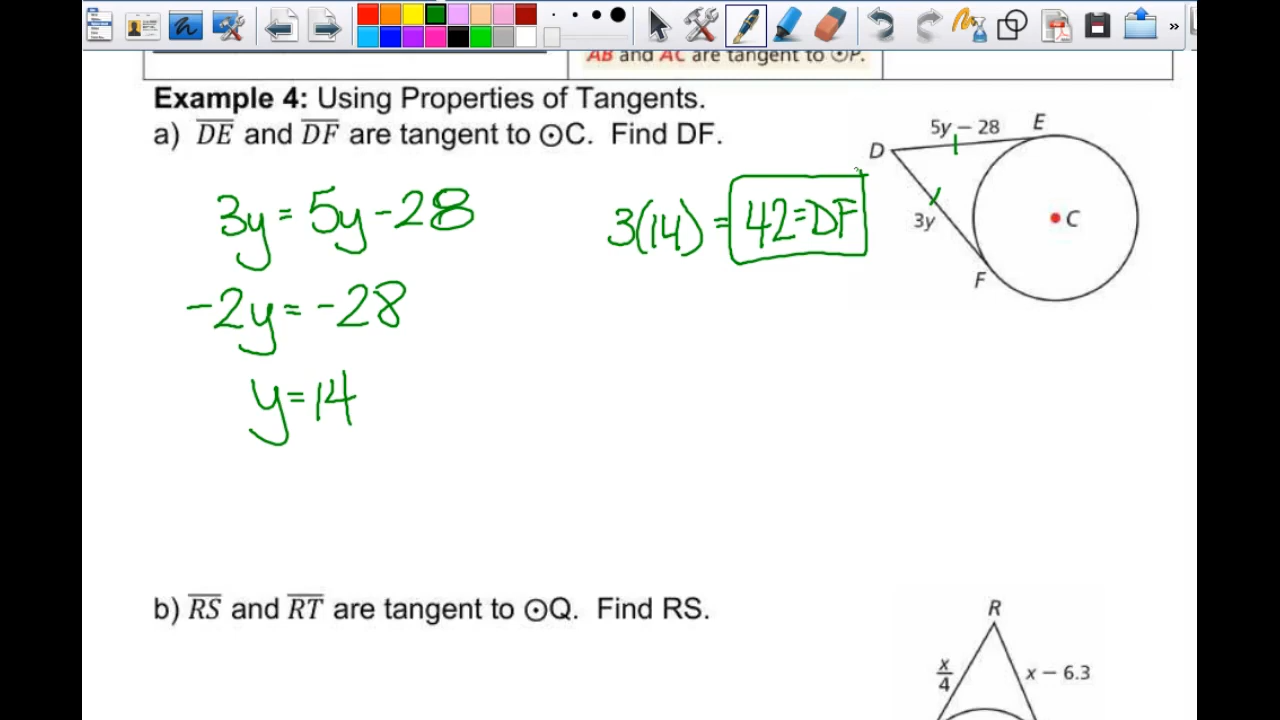 AB and AC are tangent to ⊙P.
Example 4: Using Properties of Tangents.
a) DE and DF are tangent to ⊙C. Find DF.
5y – 28
E
D
3y
C
F
3y = 5y - 28
-2y = -28
y = 14
3(14) = 42 = DF
b) RS and RT are tangent to ⊙Q. Find RS.
R
x/4
x – 6.3